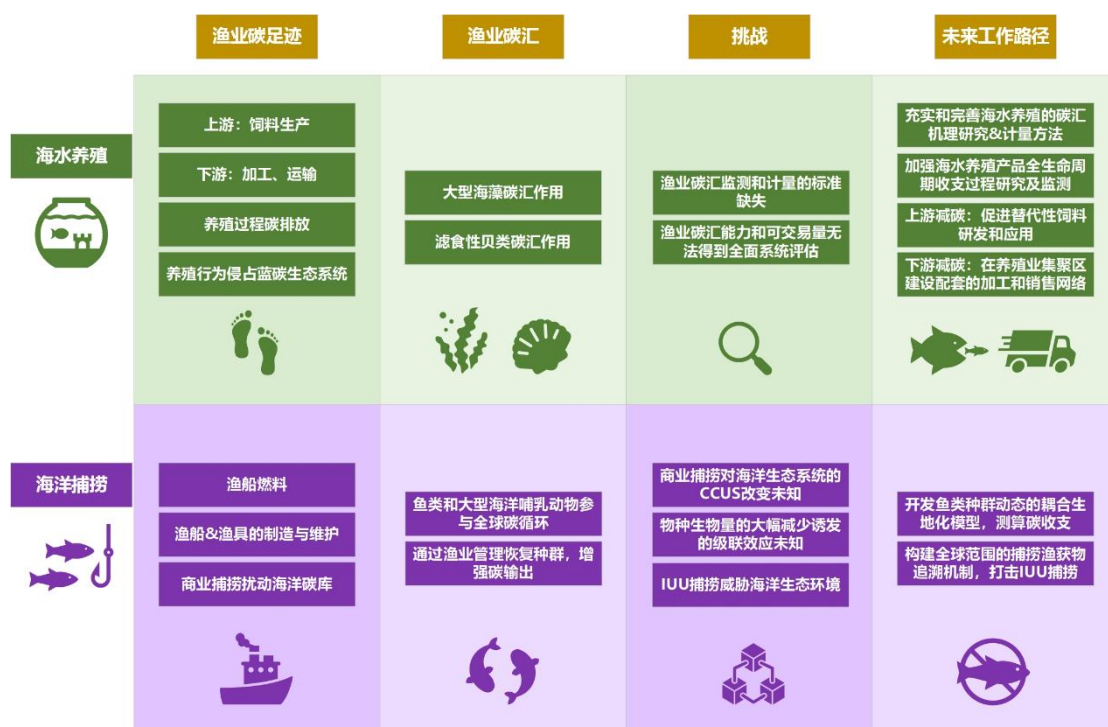 渔业碳足迹
渔业碳汇
挑战
未来工作路径
海水养殖
上游：饲料生产
下游：加工、运输
养殖过程碳排放
养殖行为侵占蓝碳生态系统
大型海藻碳汇作用
滤食性贝类碳汇作用
渔业碳汇监测和计量的标准
缺失
渔业碳汇能力和可交易量无
法得到全面系统评估
充实和完善海水养殖的碳汇
机理研究&计量方法
加强海水养殖产品全生命周
期收支过程研究及监测
上游减碳：促进替代性饲料
研发和应用
下游减碳：在养殖业集聚区
建设配套的加工和销售网络
海洋捕捞
渔船燃料
渔船&渔具的制造与维护
商业捕捞扰动海洋碳库
鱼类和大型海洋哺乳动物参
与全球碳循环
通过渔业管理恢复种群，增
强碳输出
商业捕捞对海洋生态系统的
CCUS改变未知
物种生物量的大幅减少诱发
的级联效应未知
IUU捕捞威胁海洋生态环境
开发鱼类种群动态的耦合生
地化模型，测算碳收支
构建全球范围的捕捞渔获物
追溯机制，打击IUU捕捞